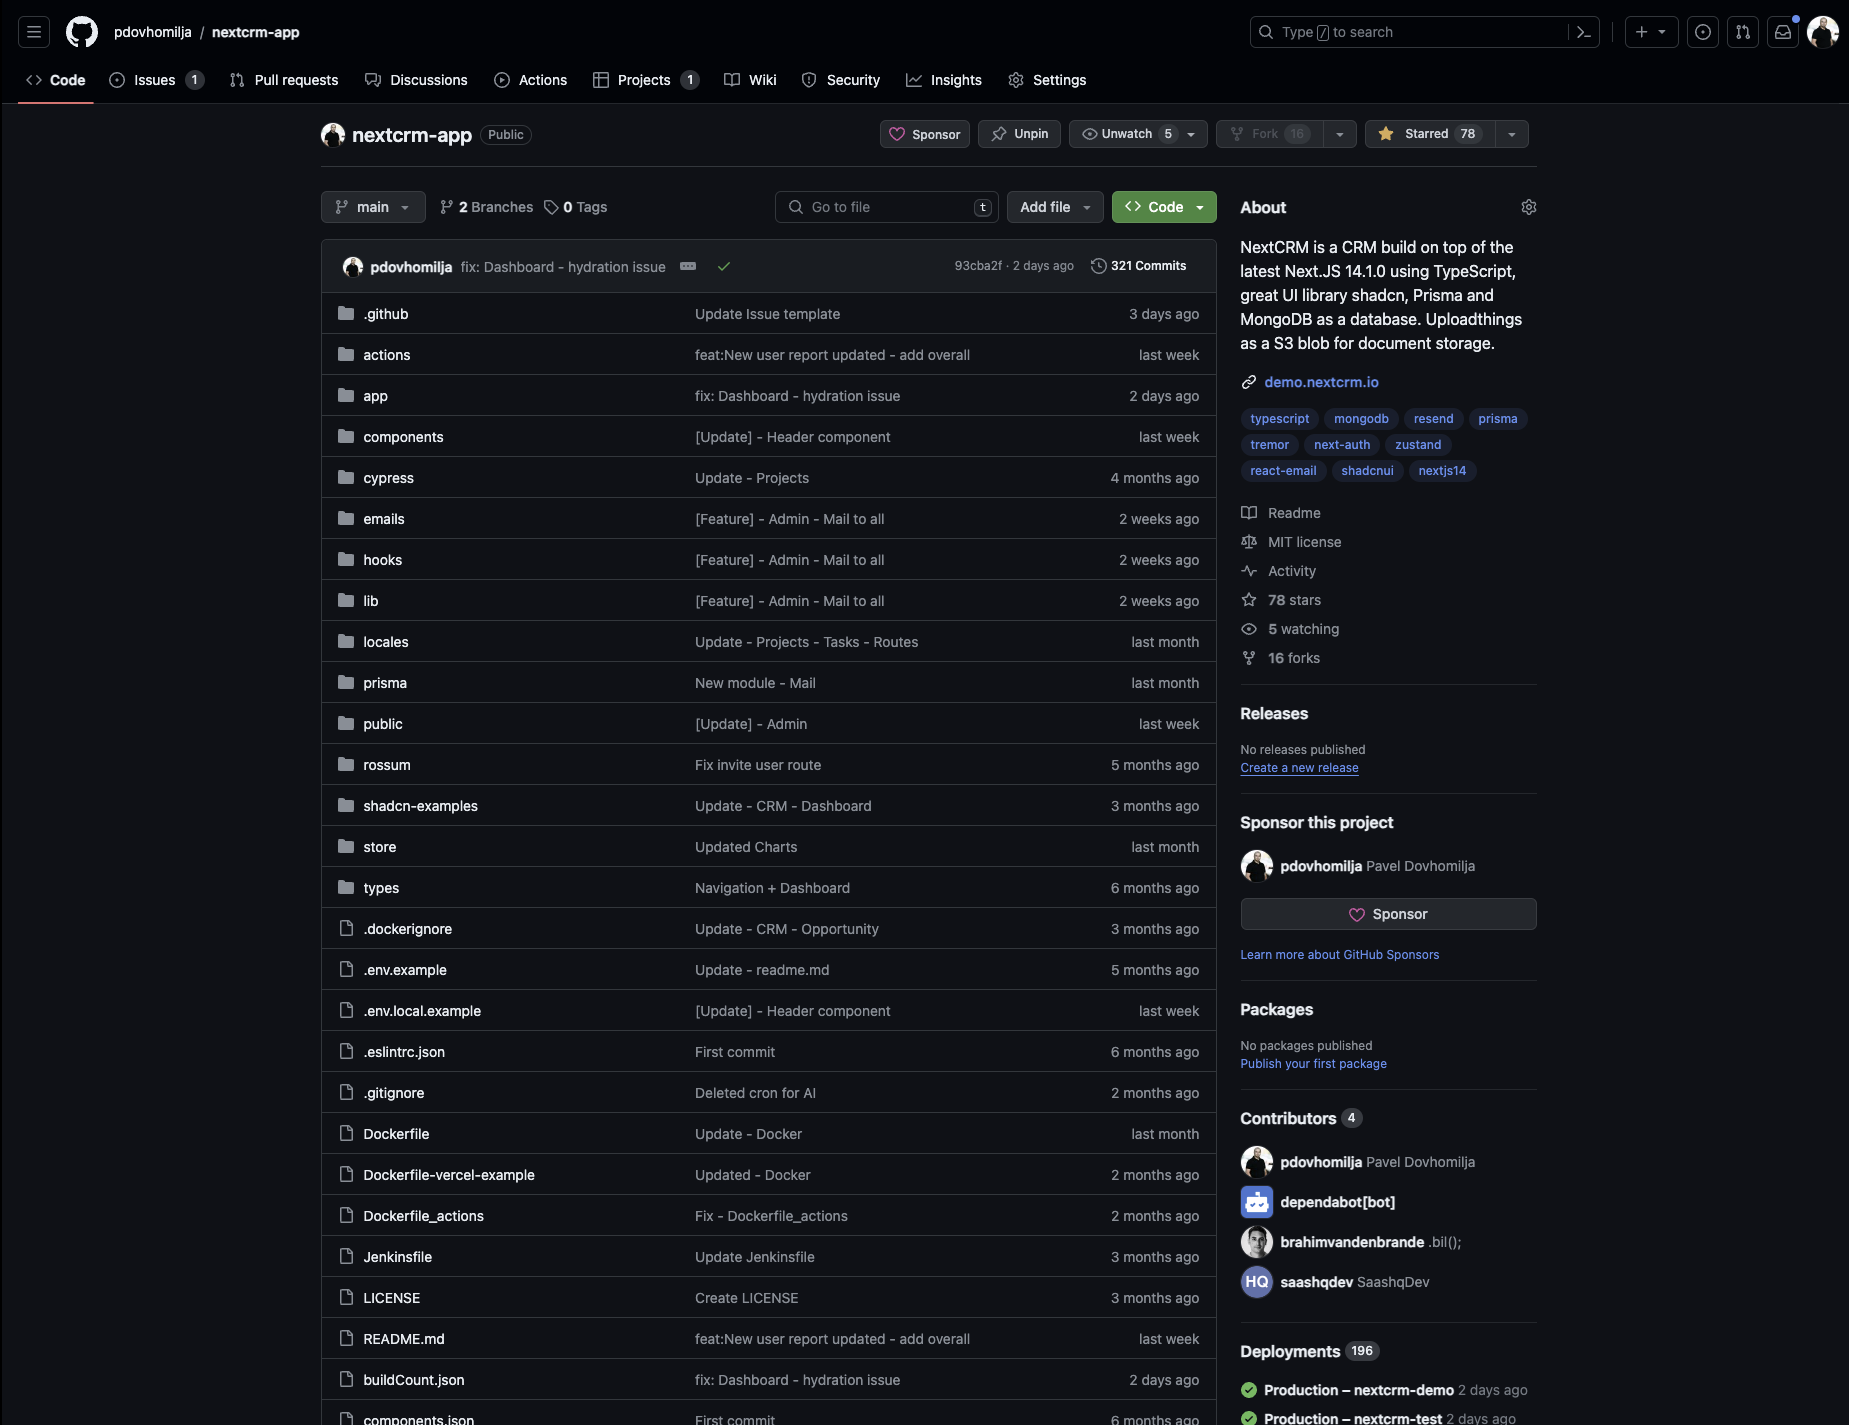 pdovhomilja / nextcrm-app
Type / to search
Code
Issues 1
Pull requests
Discussions
Actions
Projects 1
Wiki
Security
Insights
Settings
nextcrm-app Public
Sponsor
Unpin
Unwatch 5
Fork 16
Starred 78
main
2 Branches
0 Tags
Go to file t
Add file
Code
pdovhomilja fix: Dashboard - hydration issue
93cba2f · 2 days ago
321 Commits
.github Update Issue template 3 days ago
actions feat:New user report updated - add overall last week
app fix: Dashboard - hydration issue 2 days ago
components [Update] - Header component last week
cypress Update - Projects 4 months ago
emails [Feature] - Admin - Mail to all 2 weeks ago
hooks [Feature] - Admin - Mail to all 2 weeks ago
lib [Feature] - Admin - Mail to all 2 weeks ago
locales Update - Projects - Tasks - Routes last month
prisma New module - Mail last month
public [Update] - Admin last week
rossum Fix invite user route 5 months ago
shadcn-examples Update - CRM - Dashboard 3 months ago
store Updated Charts last month
types Navigation + Dashboard 6 months ago
.dockerignore Update - CRM - Opportunity 3 months ago
.env.example Update - readme.md 5 months ago
.env.local.example [Update] - Header component last week
.eslintrc.json First commit 6 months ago
.gitignore Deleted cron for AI 2 months ago
Dockerfile Update - Docker last month
Dockerfile-vercel-example Updated - Docker 2 months ago
Dockerfile_actions Fix - Dockerfile_actions 2 months ago
Jenkinsfile Update Jenkinsfile 3 months ago
LICENSE Create LICENSE 3 months ago
README.md feat:New user report updated - add overall last week
buildCount.json fix: Dashboard - hydration issue 2 days ago
components.json First commit 6 months ago
About
NextCRM is a CRM build on top of the
latest Next.JS 14.1.0 using TypeScript,
great UI library shadcn, Prisma and
MongoDB as a database. Uploadthings
as a S3 blob for document storage.
demo.nextcrm.io
typescript mongodb resend prisma
tremor next-auth zustand
react-email shadcnui nextjs14
Readme
MIT license
Activity
78 stars
5 watching
16 forks
Releases
No releases published
Create a new release
Sponsor this project
pdovhomilja Pavel Dovhomilja
Sponsor
Learn more about GitHub Sponsors
Packages
No packages published
Publish your first package
Contributors 4
pdovhomilja Pavel Dovhomilja
dependabot[bot]
brahimvandenbrande .bil();
HQ saashqdev SaashqDev
Deployments 196
Production – nextcrm-demo 2 days ago
Production – nextcrm-test 2 days ago